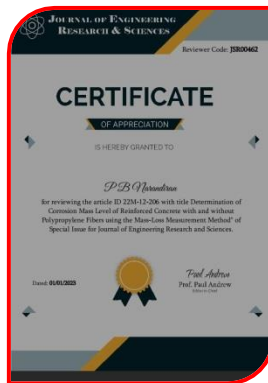 JOURNAL OF ENGINEERING
RESEARCH & SCIENCES
Reviewer Code: JSR00462
CERTIFICATE
OF APPRECIATION
IS HEREBY GRANTED TO
P B Narandiran
for reviewing the article ID 22M-12-206 with title Determination of
Corrosion Mass Level of Reinforced Concrete with and without
Polypropylene Fibers using the Mass-Loss Measurement Method" of
Special Issue for Journal of Engineering Research and Sciences.
Dated: 01/01/2023
Paul Andrew
Prof. Paul Andrew
Editor-in-Chief